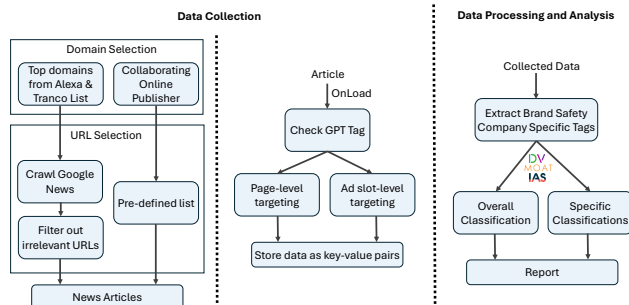 Data Collection
Data Processing and Analysis
Domain Selection
Top domains
from Alexa &
Tranco List
Collaborating
Online
Publisher
URL Selection
Crawl Google
News
Filter out
irrelevant URLs
Pre-defined list
News Articles
Article
OnLoad
Check GPT Tag
Page-level
targeting
Ad slot-level
targeting
Store data as key-value pairs
Collected Data
Extract Brand Safety
Company Specific Tags
DV
MOAT
IAS
Overall
Classification
Specific
Classifications
Report